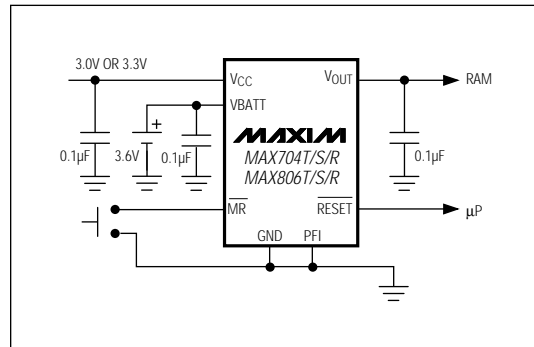 3.0V OR 3.3V
VCC
VOUT
RAM
VBATT
MAXIM
MAX704T/S/R
MAX806T/S/R
0.1µF
3.6V
0.1µF
0.1µF
+
MR
RESET
µP
GND
PFI